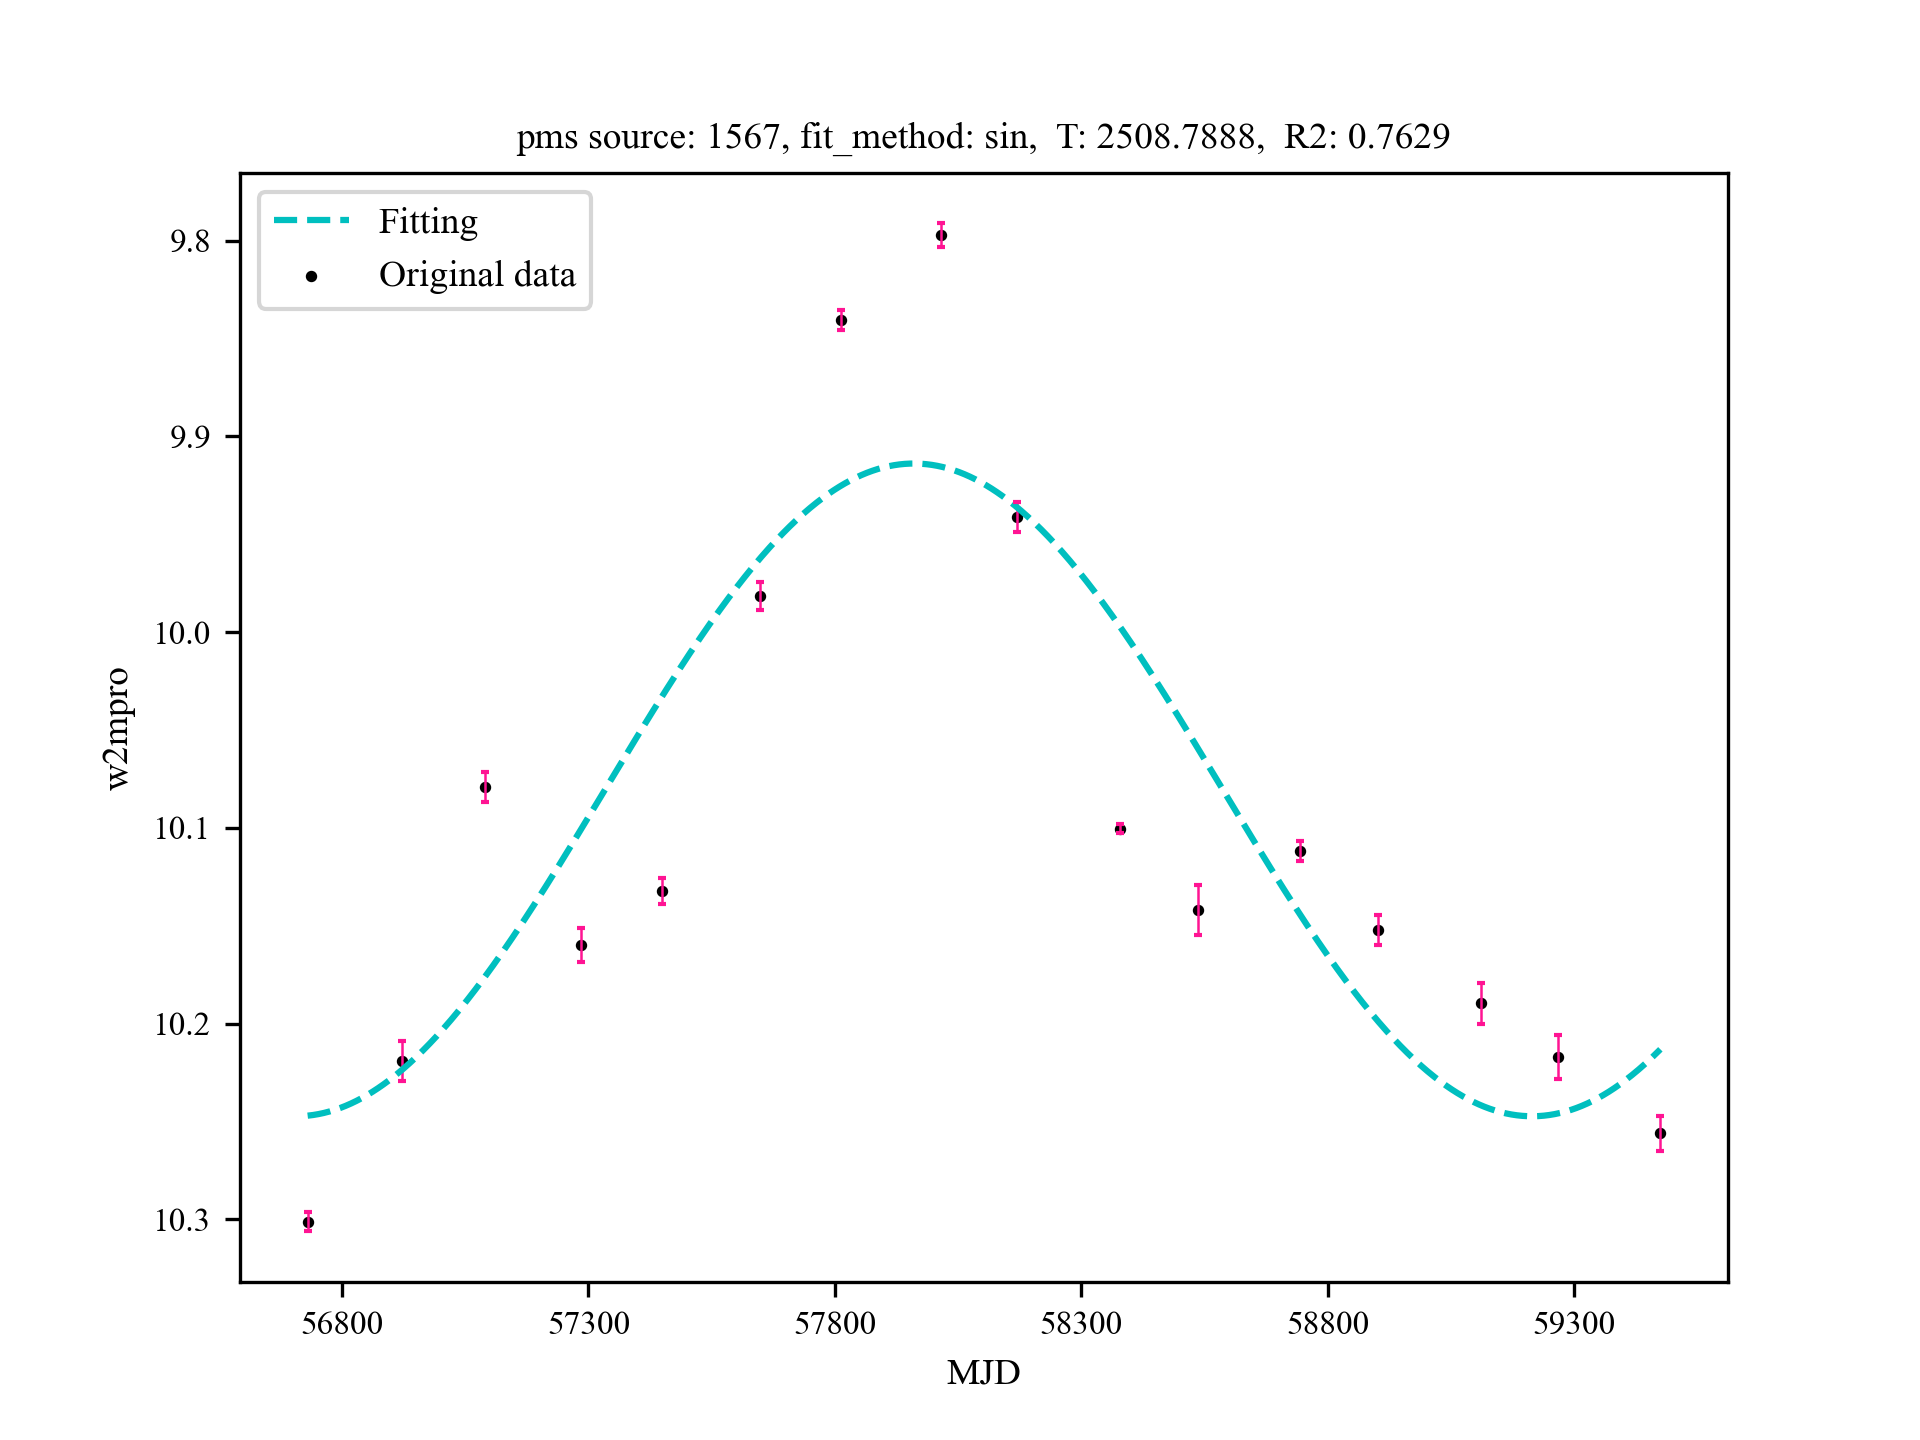 pms source: 1567, fit_method: sin,  T: 2508.7888,  R2: 0.7629
Fitting
Original data
9.8
9.9
10.0
10.1
10.2
10.3
w2mpro
56800 57300 57800 58300 58800 59300
MJD